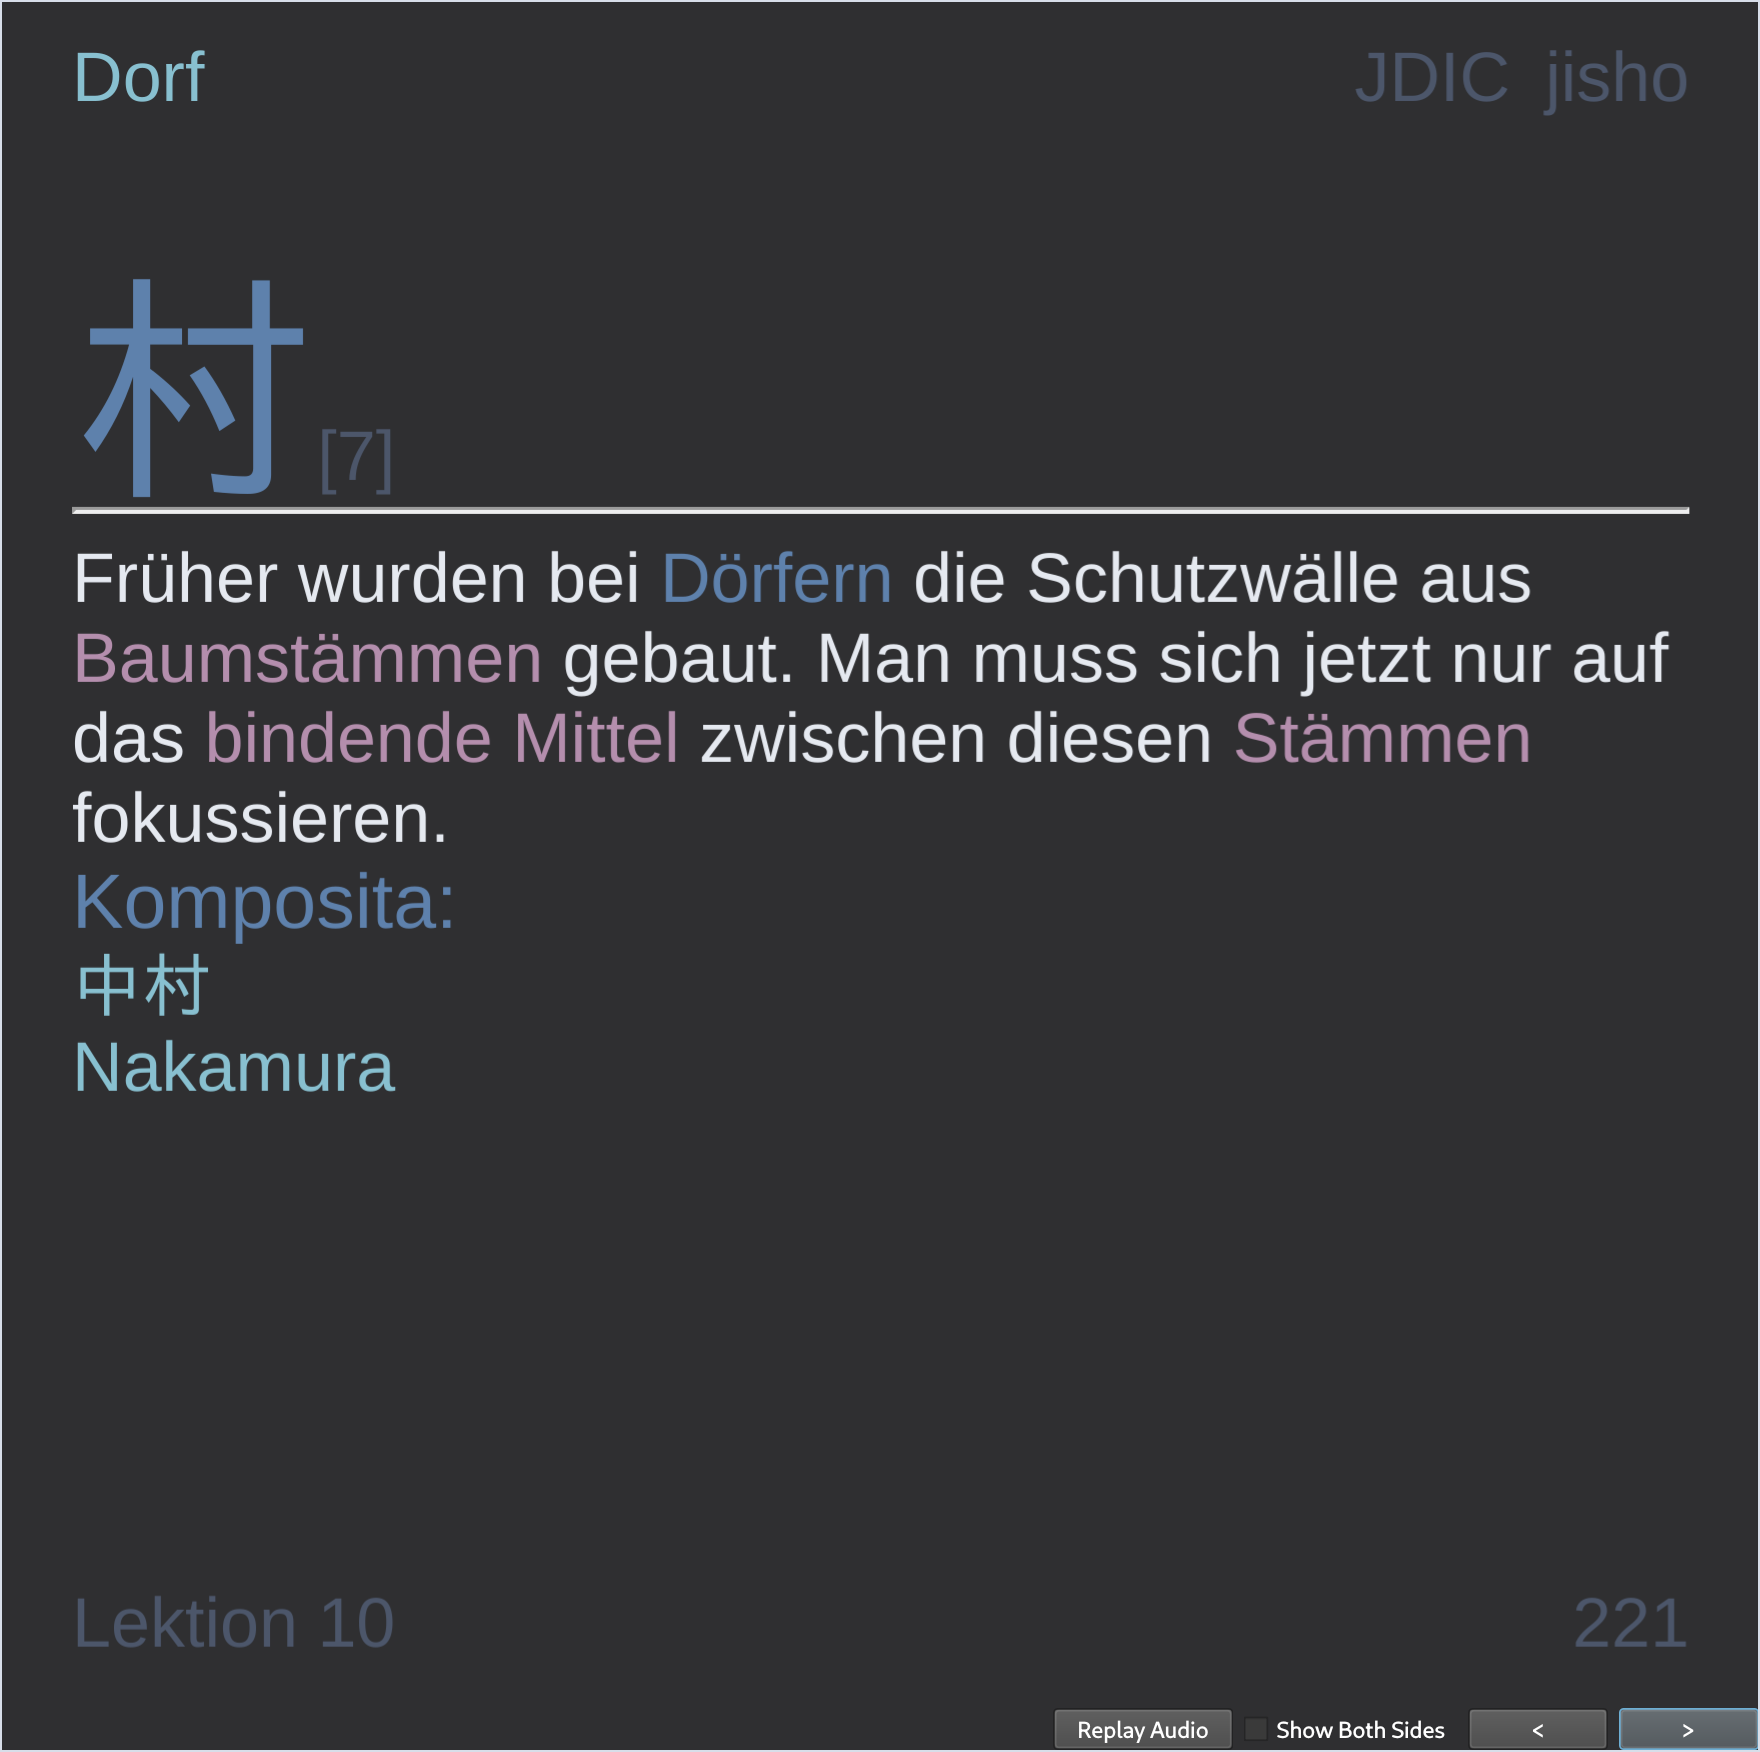 Dorf JDIC jisho
村 [7]
Früher wurden bei Dörfern die Schutzwälle aus
Baumstämmen gebaut. Man muss sich jetzt nur auf
das bindende Mittel zwischen diesen Stämmen
fokussieren.
Komposita:
中村
Nakamura
Lektion 10 221
Replay Audio Show Both Sides < >